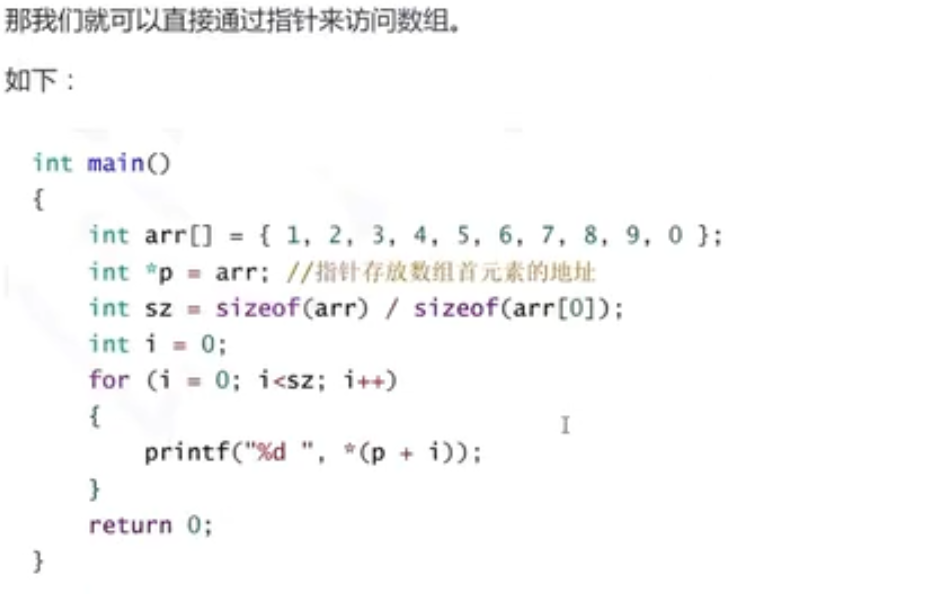 那我们就可以直接通过指针来访问数组。
如下：
int main()
{
    int arr[] = { 1, 2, 3, 4, 5, 6, 7, 8, 9, 0 };
    int *p = arr; //指针存放数组首元素的地址
    int sz = sizeof(arr) / sizeof(arr[0]);
    int i = 0;
    for (i = 0; i<sz; i++)
    {
        printf("%d ", *(p + i));
    }
    return 0;
}